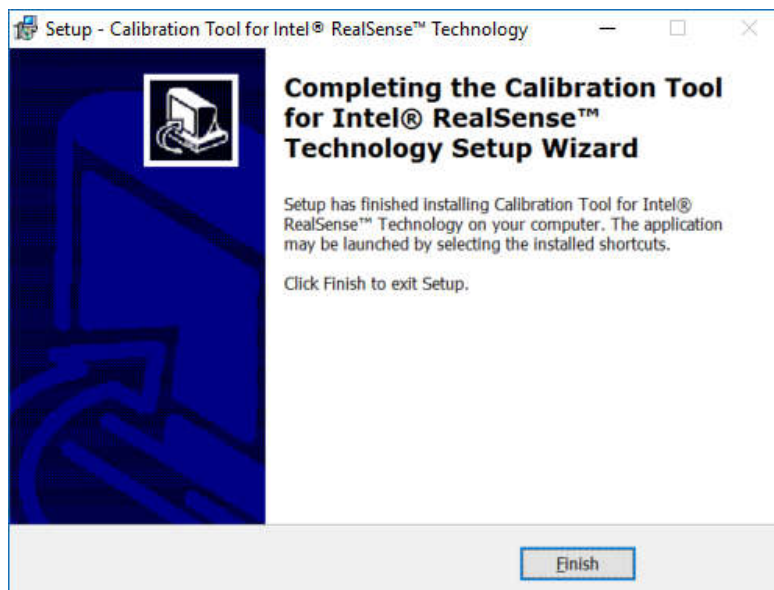 Setup - Calibration Tool for Intel® RealSense™ Technology
Completing the Calibration Tool
for Intel® RealSense™
Technology Setup Wizard
Setup has finished installing Calibration Tool for Intel®
RealSense™ Technology on your computer. The application
may be launched by selecting the installed shortcuts.
Click Finish to exit Setup.
Finish